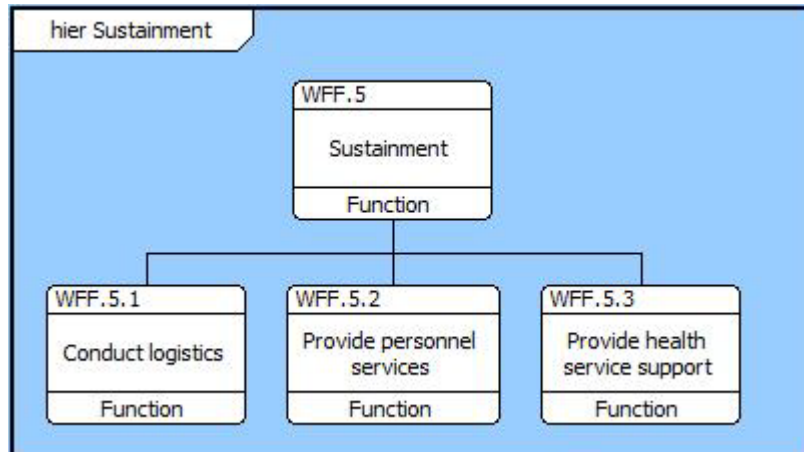 hier Sustainment
WFF.5
Sustainment
Function
WFF.5.1
Conduct logistics
Function
WFF.5.2
Provide personnel
services
Function
WFF.5.3
Provide health
service support
Function